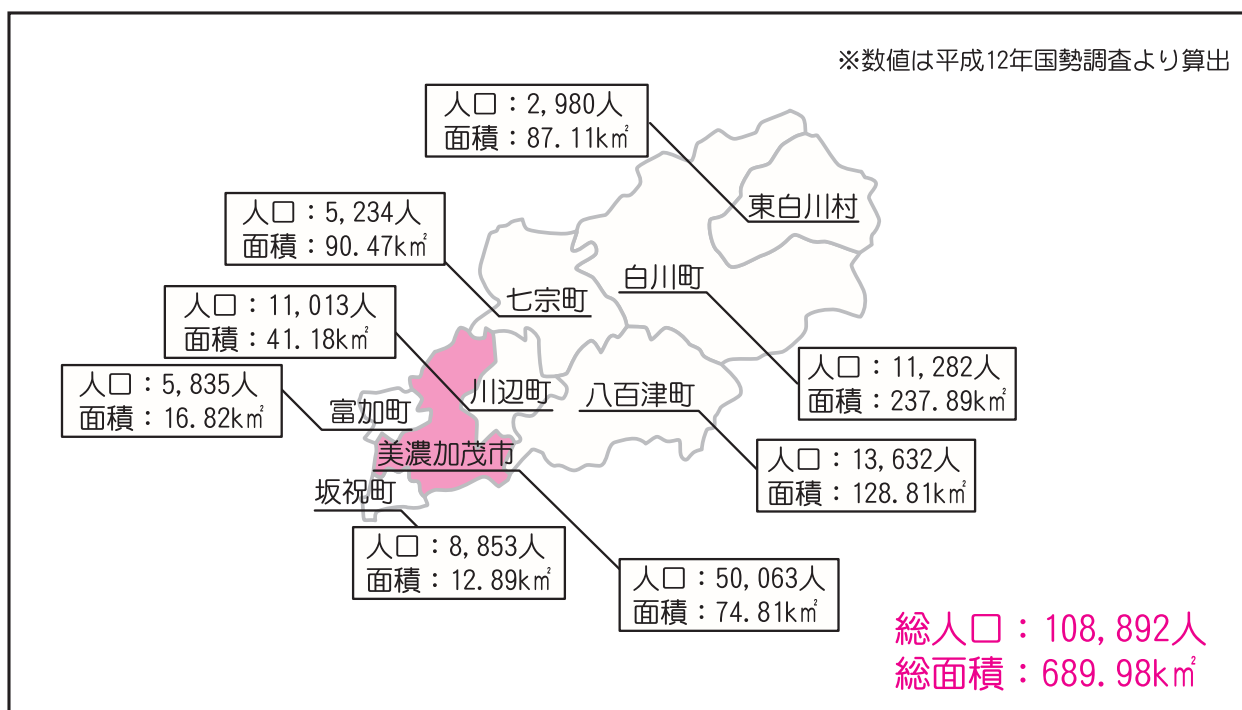 ※数値は平成12年国勢調査より算出
人口：2,980人
面積：87.11k㎡
東白川村
人口：5,234人
面積：90.47k㎡
白川町
七宗町
人口：11,013人
面積：41.18k㎡
人口：11,282人
面積：237.89k㎡
人口：5,835人
面積：16.82k㎡
川辺町
八百津町
富加町
美濃加茂市
人口：13,632人
面積：128.81k㎡
坂祝町
人口：8,853人
面積：12.89k㎡
人口：50,063人
面積：74.81k㎡
総人口：108,892人
総面積：689.98k㎡